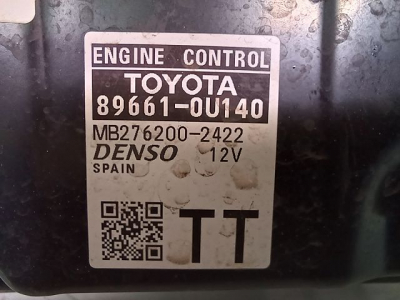 ENGINE CONTROL
TOYOTA
89661-0U140
MB276200-2422
DENSO 12V
SPAIN
TT